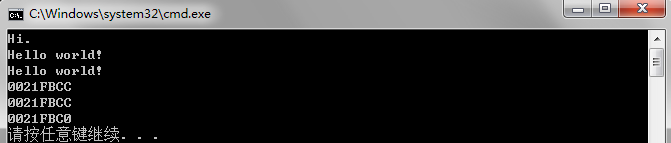 C:\Windows\system32\cmd.exe
Hi.
Hello world!
Hello world!
0021FBCC
0021FBCC
0021FBC0
请按任意键继续. . .